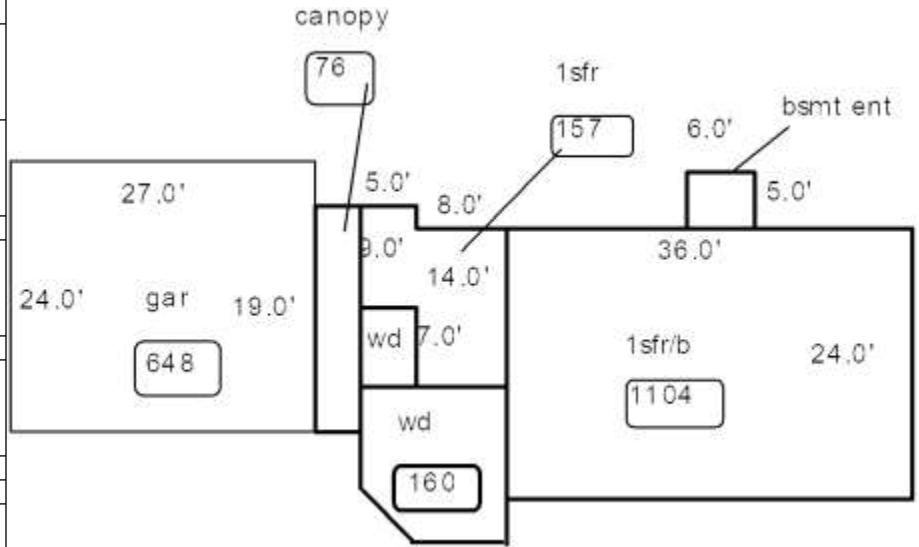 canopy
76
1sfr
157
6.0'
bsmt ent
27.0'
5.0'
8.0'
5.0'
9.0'
14.0'
36.0'
24.0'
gar
19.0'
648
wd
7.0'
1sfr/b
24.0'
1104
wd
160